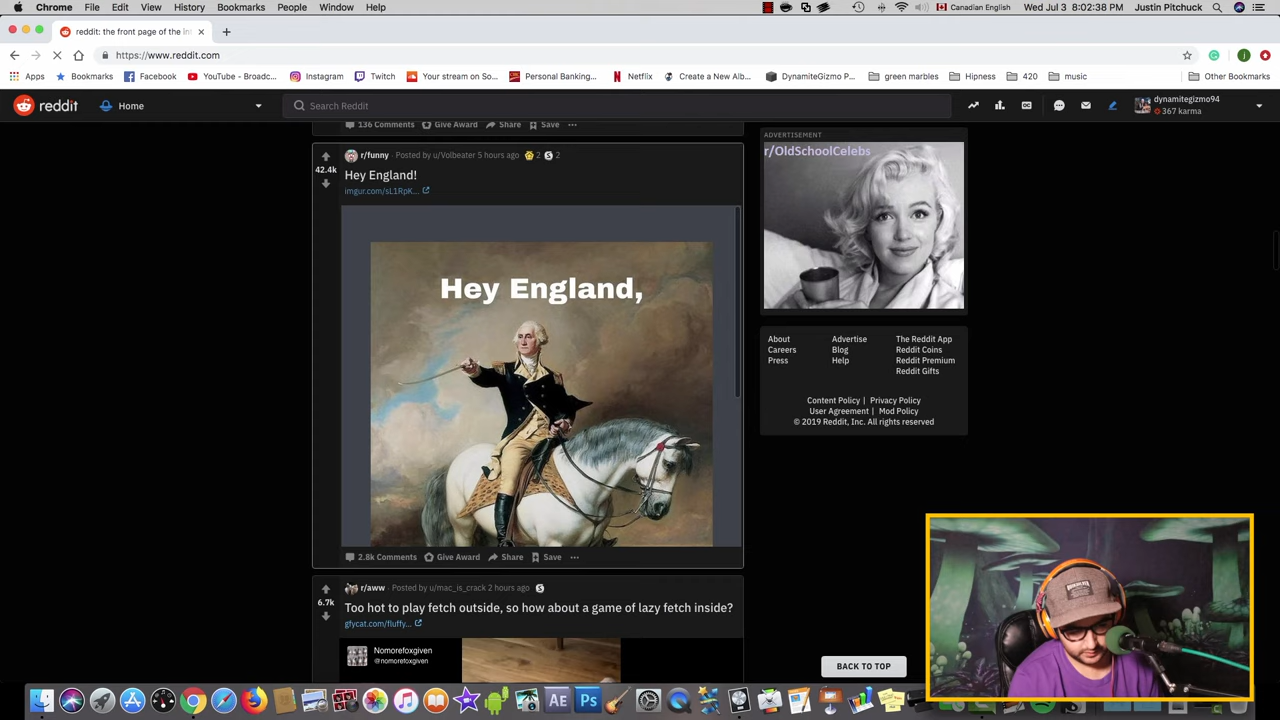 Chrome File Edit View History Bookmarks People Window Help Canadian English Wed Jul 3 8:02:38 PM Justin Pitchuck
reddit: the front page of the int
https://www.reddit.com
Apps Bookmarks Facebook YouTube - Broadc... Instagram Twitch Your stream on So... Personal Banking... Netflix Create a New Alb... DynamiteGizmo P... green marbles Hipness 420 music Other Bookmarks
reddit Home Search Reddit dynamitegizmo94
367 karma
136 Comments Give Award Share Save
ADVERTISEMENT
r/OldSchoolCelebs
42.4k
r/funny · Posted by u/Volbeater 5 hours ago 2 2
Hey England!
imgur.com/sL1RpK...
Hey England,
2.8k Comments Give Award Share Save
About Advertise The Reddit App
Careers Blog Reddit Coins
Press Help Reddit Premium
Reddit Gifts
Content Policy | Privacy Policy
User Agreement | Mod Policy
© 2019 Reddit, Inc. All rights reserved
6.7k
r/aww · Posted by u/mac_is_crack 2 hours ago
Too hot to play fetch outside, so how about a game of lazy fetch inside?
gfycat.com/fluffy...
Nomorefoxgiven
@nomorefoxgiven
BACK TO TOP
AE Ps